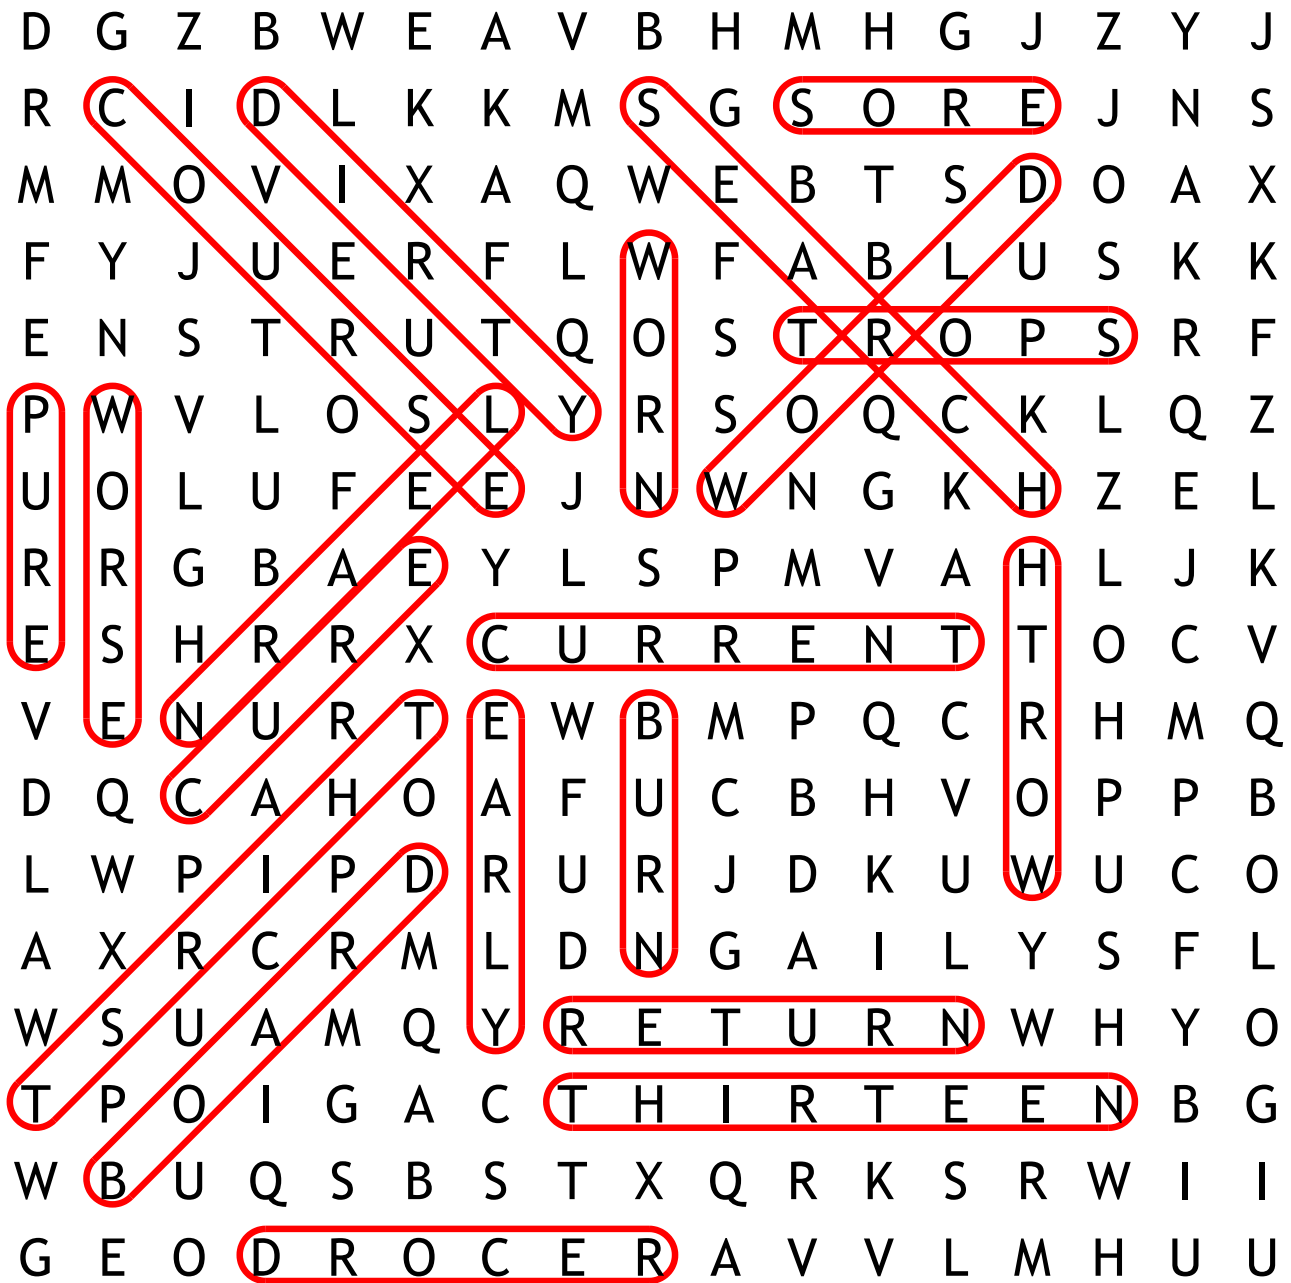 D G Z B W E A V B H M H G J Z Y J
R C I D L K K M S G S O R E J N S
M M O V I X A Q W E B T S D O A X
F Y J U E R F L W F A B L U S K K
E N S T R U T Q O S T R O P S R F
P W V L O S L Y R S O Q C K L Q Z
U O L U F E E J N W N G K H Z E L
R R G B A E Y L S P M V A H L J K
E S H R R X C U R R E N T T O C V
V E N U R T E W B M P Q C R H M Q
D Q C A H O A F U C B H V O P P B
L W P I P D R U R J D K U W U C O
A X R C R M L D N G A I L Y S F L
W S U A M Q Y R E T U R N W H Y O
T P O I G A C T H I R T E E N B G
W B U Q S B S T X Q R K S R W I I
G E O D R O C E R A V V L M H U U